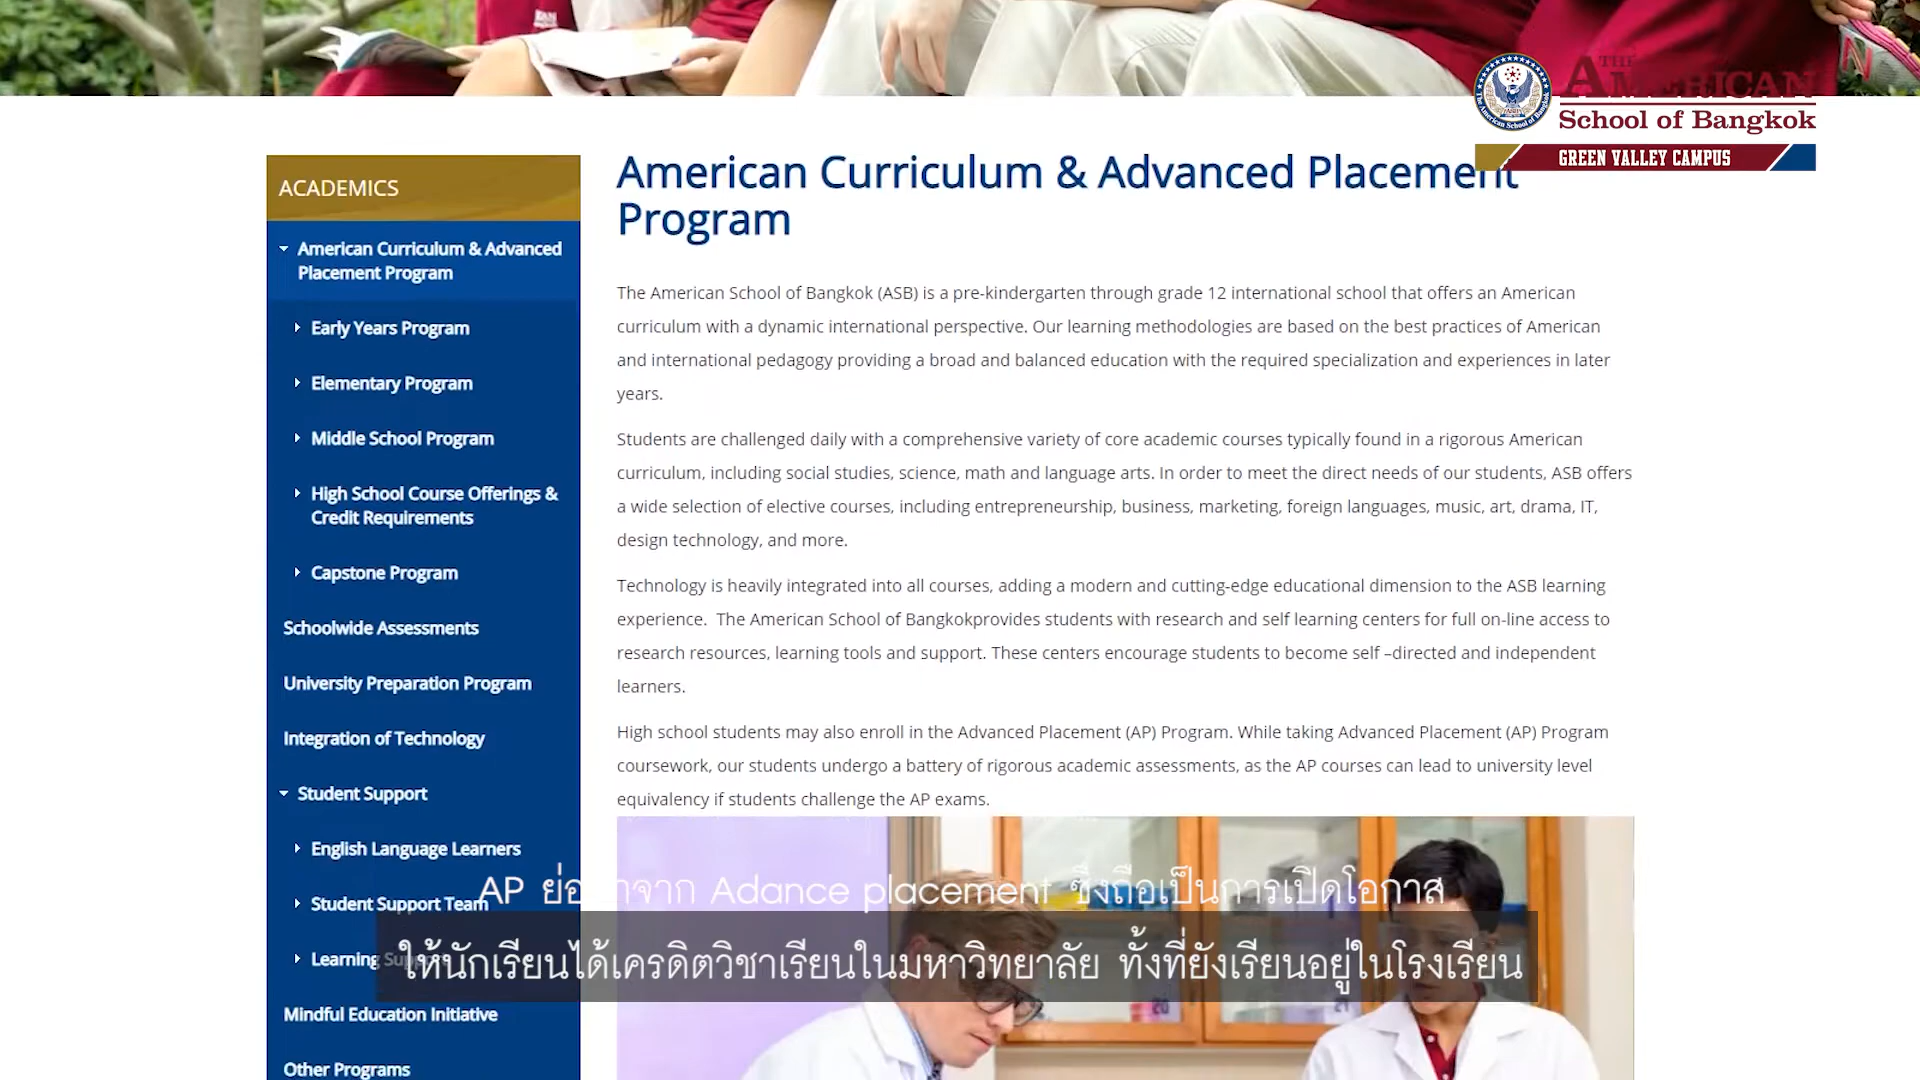 THE
AMERICAN
School of Bangkok
GREEN VALLEY CAMPUS
ACADEMICS
American Curriculum & Advanced
Placement Program
Early Years Program
Elementary Program
Middle School Program
High School Course Offerings &
Credit Requirements
Capstone Program
Schoolwide Assessments
University Preparation Program
Integration of Technology
Student Support
English Language Learners
Student Support Team
Learning Support
Mindful Education Initiative
Other Programs
American Curriculum & Advanced Placement
Program
The American School of Bangkok (ASB) is a pre-kindergarten through grade 12 international school that offers an American
curriculum with a dynamic international perspective. Our learning methodologies are based on the best practices of American
and international pedagogy providing a broad and balanced education with the required specialization and experiences in later
years.
Students are challenged daily with a comprehensive variety of core academic courses typically found in a rigorous American
curriculum, including social studies, science, math and language arts. In order to meet the direct needs of our students, ASB offers
a wide selection of elective courses, including entrepreneurship, business, marketing, foreign languages, music, art, drama, IT,
design technology, and more.
Technology is heavily integrated into all courses, adding a modern and cutting-edge educational dimension to the ASB learning
experience.  The American School of Bangkokprovides students with research and self learning centers for full on-line access to
research resources, learning tools and support. These centers encourage students to become self –directed and independent
learners.
High school students may also enroll in the Advanced Placement (AP) Program. While taking Advanced Placement (AP) Program
coursework, our students undergo a battery of rigorous academic assessments, as the AP courses can lead to university level
equivalency if students challenge the AP exams.
AP ย่อมาจาก Adance placement ซึ่งถือเป็นการเปิดโอกาส
ให้นักเรียนได้เครดิตวิชาเรียนในมหาวิทยาลัย ทั้งที่ยังเรียนอยู่ในโรงเรียน